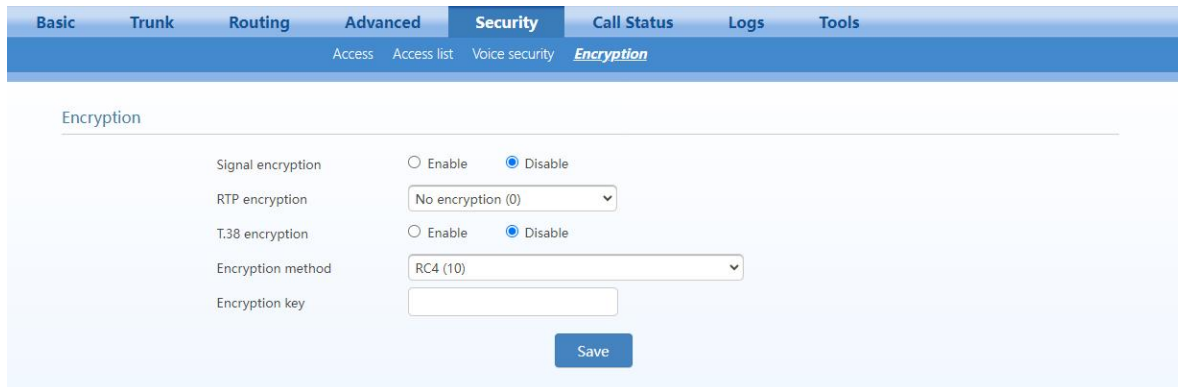 Basic Trunk Routing Advanced Security Call Status Logs Tools
Access Access list Voice security Encryption
Encryption
Signal encryption Enable Disable
RTP encryption No encryption (0)
T.38 encryption Enable Disable
Encryption method RC4 (10)
Encryption key
Save